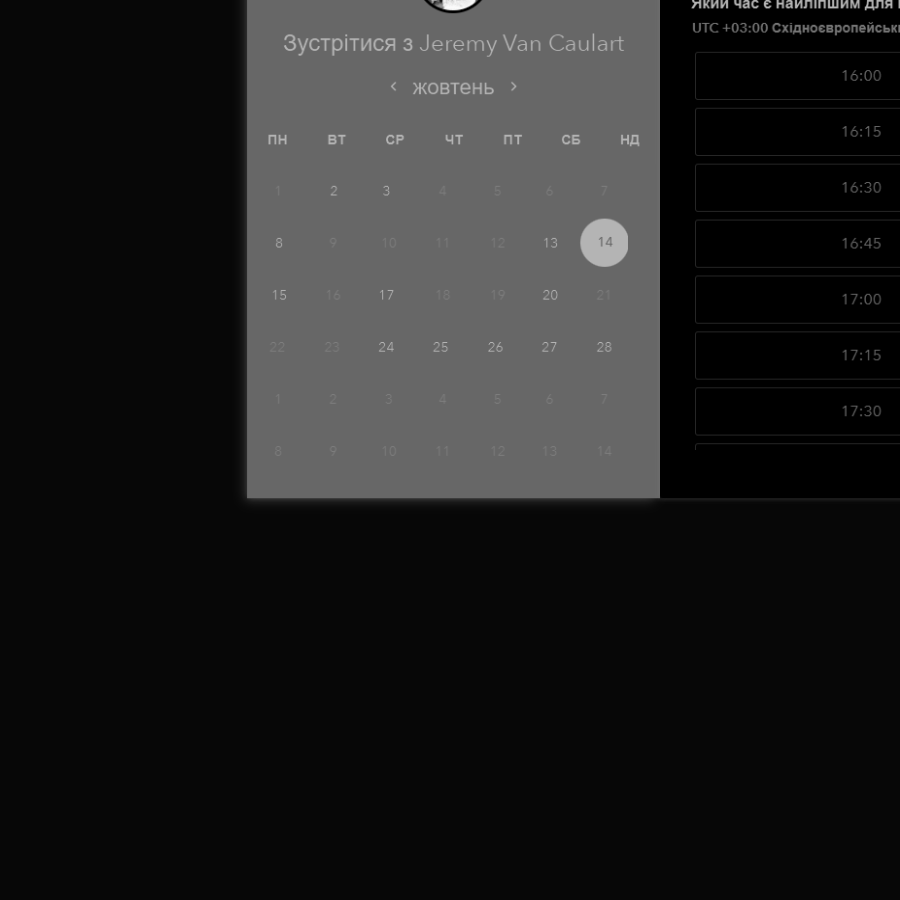 Зустрітися з Jeremy Van Caulart
‹ жовтень ›
ПН ВТ СР ЧТ ПТ СБ НД
1 2 3 4 5 6 7
8 9 10 11 12 13 14
15 16 17 18 19 20 21
22 23 24 25 26 27 28
1 2 3 4 5 6 7
8 9 10 11 12 13 14
Який час є найліпшим для
UTC +03:00
16:00
16:15
16:30
16:45
17:00
17:15
17:30